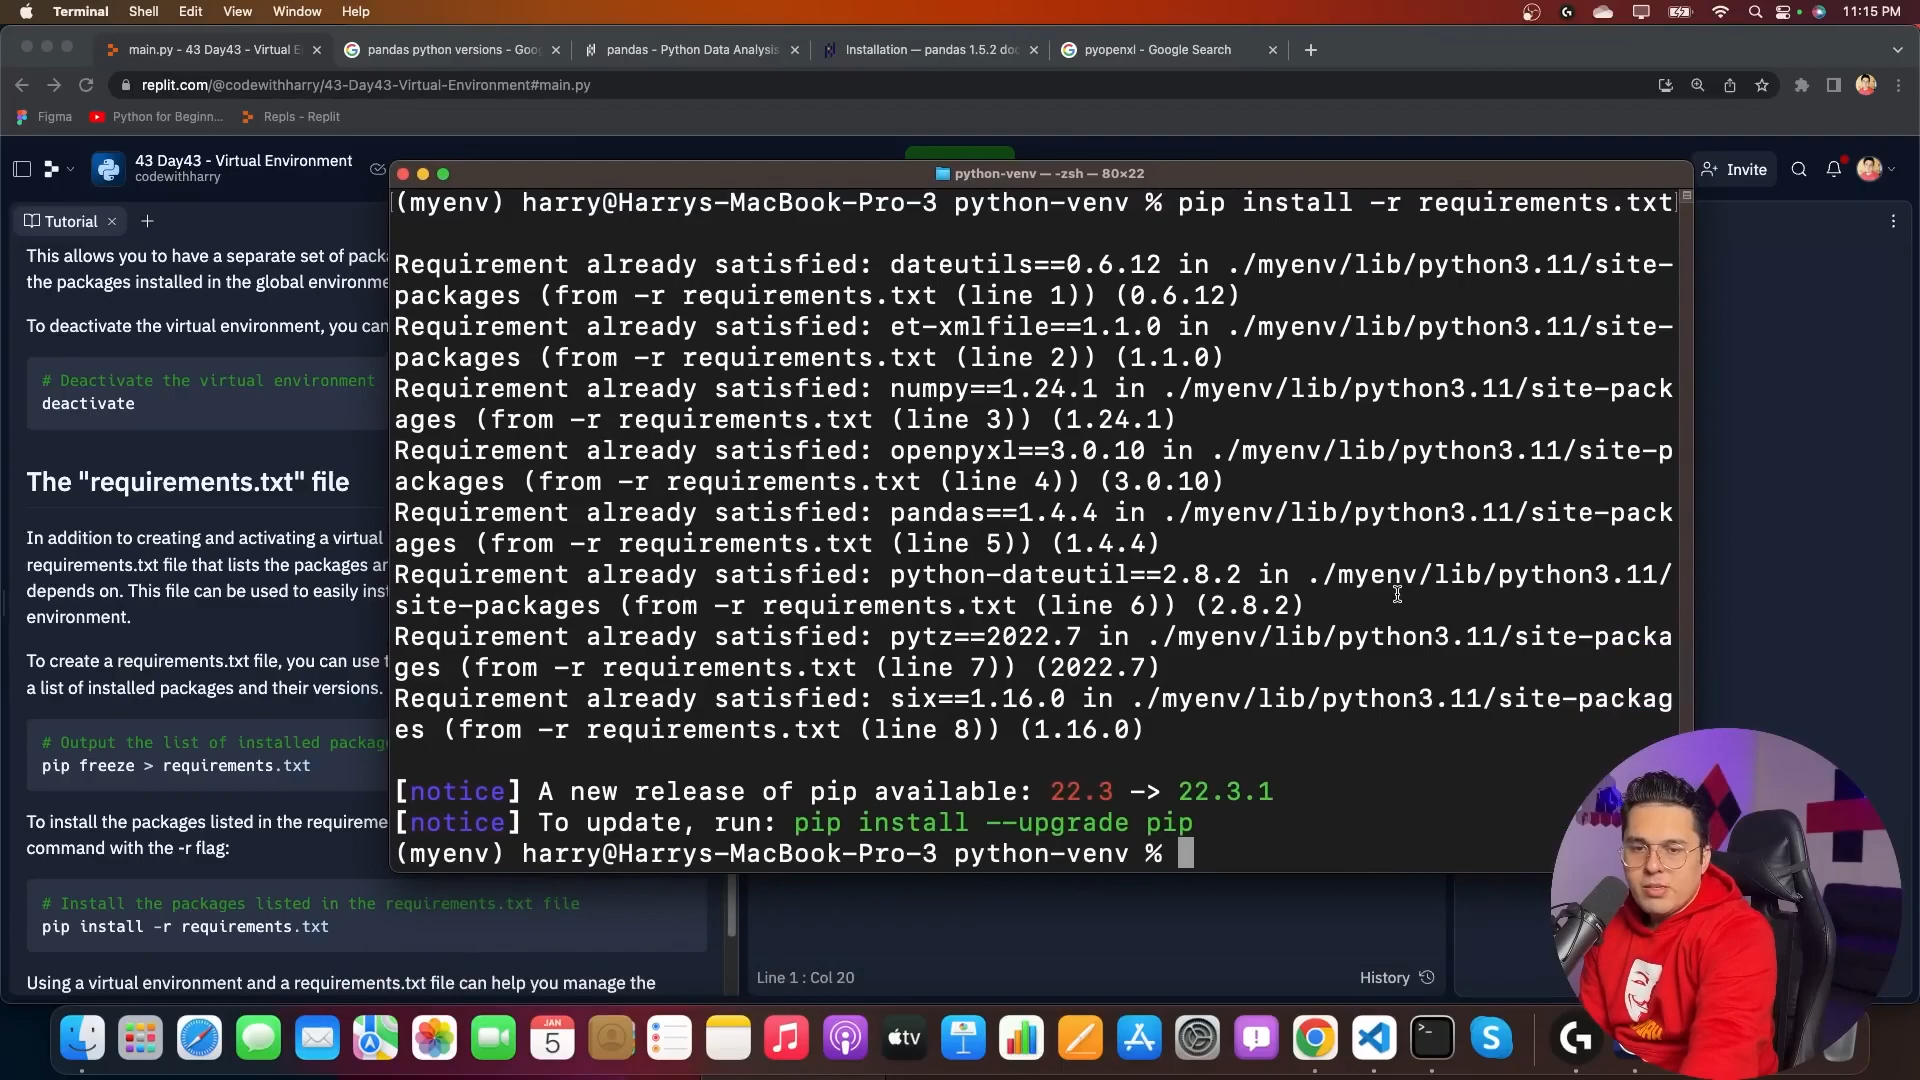 Terminal Shell Edit View Window Help 11:15 PM
main.py - 43 Day43 - Virtual E pandas python versions - Goo pandas - Python Data Analysis Installation — pandas 1.5.2 doc pyopenxl - Google Search
replit.com/@codewithharry/43-Day43-Virtual-Environment#main.py
Figma Python for Beginn... Repls - Replit
43 Day43 - Virtual Environment
codewithharry
Invite
Tutorial
This allows you to have a separate set of pack
the packages installed in the global environme
To deactivate the virtual environment, you can
# Deactivate the virtual environment
deactivate
The "requirements.txt" file
In addition to creating and activating a virtual
requirements.txt file that lists the packages an
depends on. This file can be used to easily inst
environment.
To create a requirements.txt file, you can use t
a list of installed packages and their versions.
# Output the list of installed package
pip freeze > requirements.txt
To install the packages listed in the requireme
command with the -r flag:
# Install the packages listed in the requirements.txt file
pip install -r requirements.txt
Using a virtual environment and a requirements.txt file can help you manage the
python-venv — -zsh — 80×22
(myenv) harry@Harrys-MacBook-Pro-3 python-venv % pip install -r requirements.txt
Requirement already satisfied: dateutils==0.6.12 in ./myenv/lib/python3.11/site-
packages (from -r requirements.txt (line 1)) (0.6.12)
Requirement already satisfied: et-xmlfile==1.1.0 in ./myenv/lib/python3.11/site-
packages (from -r requirements.txt (line 2)) (1.1.0)
Requirement already satisfied: numpy==1.24.1 in ./myenv/lib/python3.11/site-pack
ages (from -r requirements.txt (line 3)) (1.24.1)
Requirement already satisfied: openpyxl==3.0.10 in ./myenv/lib/python3.11/site-p
ackages (from -r requirements.txt (line 4)) (3.0.10)
Requirement already satisfied: pandas==1.4.4 in ./myenv/lib/python3.11/site-pack
ages (from -r requirements.txt (line 5)) (1.4.4)
Requirement already satisfied: python-dateutil==2.8.2 in ./myenv/lib/python3.11/
site-packages (from -r requirements.txt (line 6)) (2.8.2)
Requirement already satisfied: pytz==2022.7 in ./myenv/lib/python3.11/site-packa
ges (from -r requirements.txt (line 7)) (2022.7)
Requirement already satisfied: six==1.16.0 in ./myenv/lib/python3.11/site-packag
es (from -r requirements.txt (line 8)) (1.16.0)
[notice] A new release of pip available: 22.3 -> 22.3.1
[notice] To update, run: pip install --upgrade pip
(myenv) harry@Harrys-MacBook-Pro-3 python-venv %
Line 1 : Col 20 History
JAN
5
tv